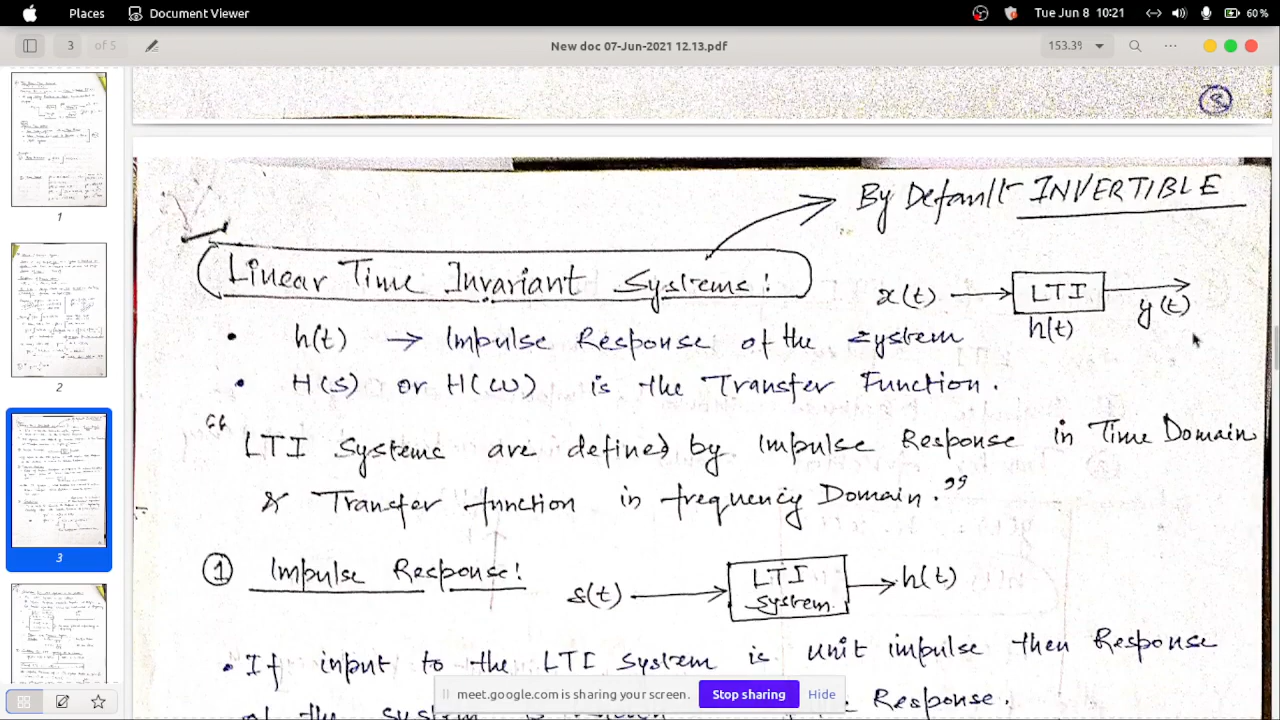 Places
Document Viewer
Tue Jun 8 10:21
60 %
3 of 5
New doc 07-Jun-2021 12.13.pdf
153.39
By Default INVERTIBLE
Linear Time Invariant Systems!
x(t) → LTI → y(t)
h(t)
• h(t) → Impulse Response of the system
• H(s) or H(ω) is the Transfer Function.
“LTI Systems are defined by Impulse Response in Time Domain
& Transfer function in frequency Domain.”
① Impulse Response!
δ(t) → LTI system → h(t)
• If input to the LTI system is unit impulse then Response
of the system is Response.
meet.google.com is sharing your screen.
Stop sharing
Hide
1
2
3